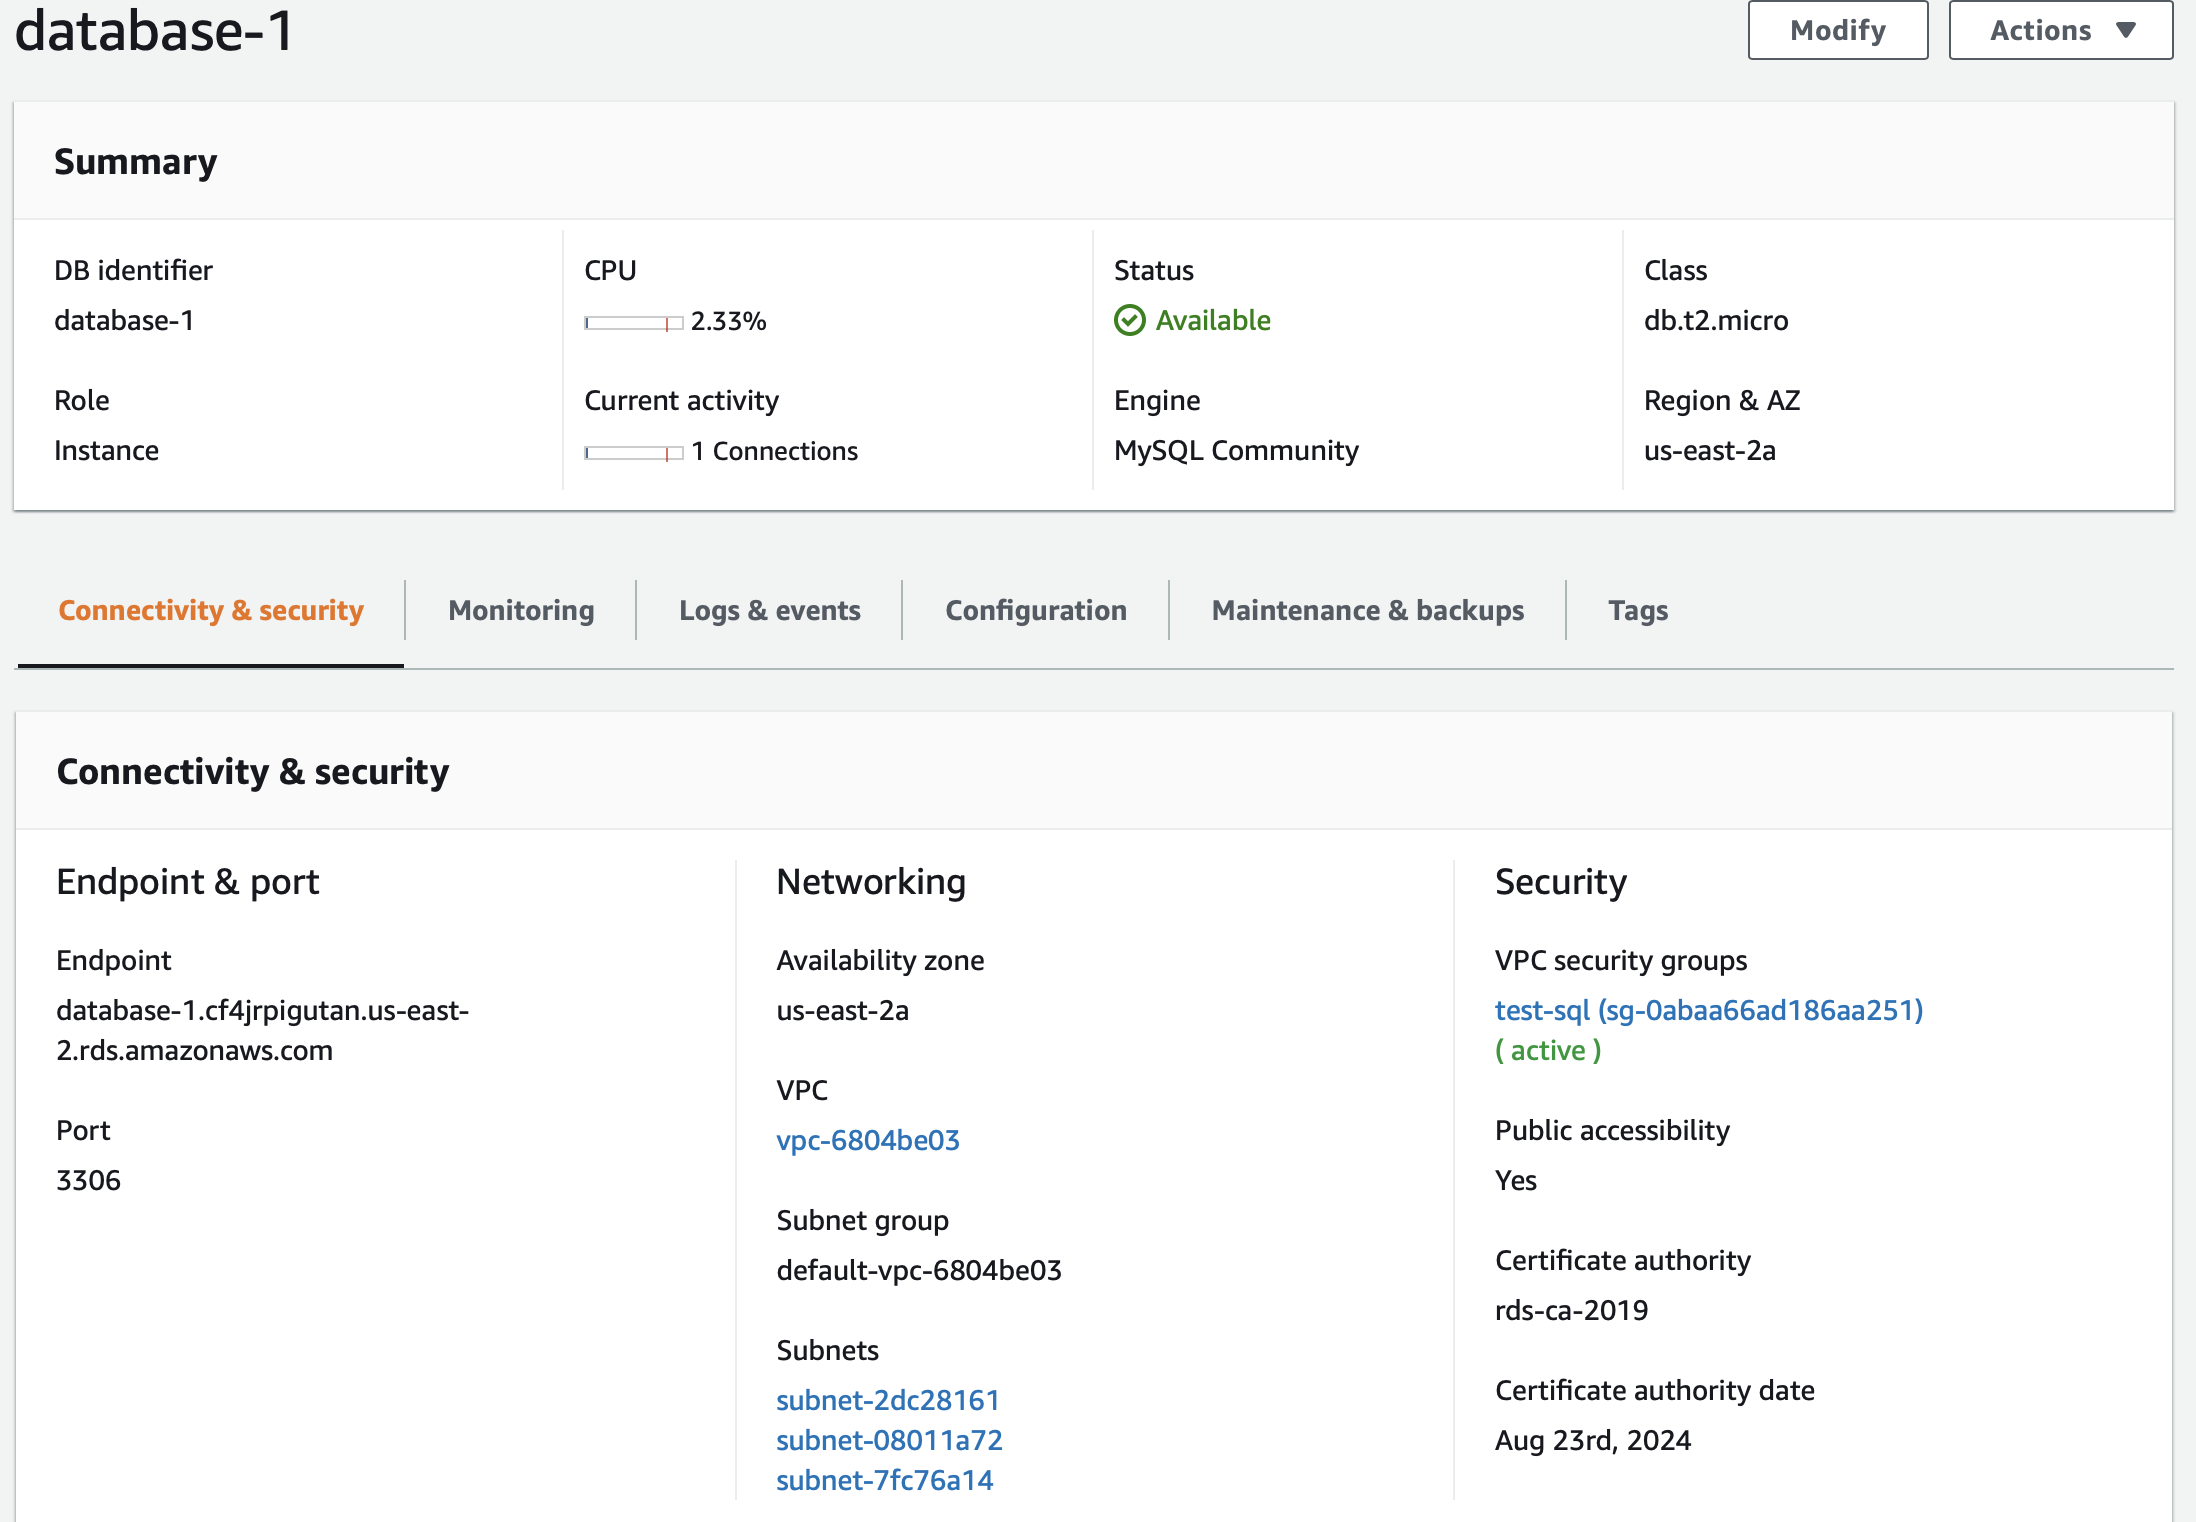 database-1
Modify
Actions
Summary
DB identifier
database-1
CPU
2.33%
Status
Available
Class
db.t2.micro
Role
Instance
Current activity
1 Connections
Engine
MySQL Community
Region & AZ
us-east-2a
Connectivity & security
Monitoring
Logs & events
Configuration
Maintenance & backups
Tags
Connectivity & security
Endpoint & port
Endpoint
database-1.cf4jrpigutan.us-east-
2.rds.amazonaws.com
Port
3306
Networking
Availability zone
us-east-2a
VPC
vpc-6804be03
Subnet group
default-vpc-6804be03
Subnets
subnet-2dc28161
subnet-08011a72
subnet-7fc76a14
Security
VPC security groups
test-sql (sg-0abaa66ad186aa251)
( active )
Public accessibility
Yes
Certificate authority
rds-ca-2019
Certificate authority date
Aug 23rd, 2024